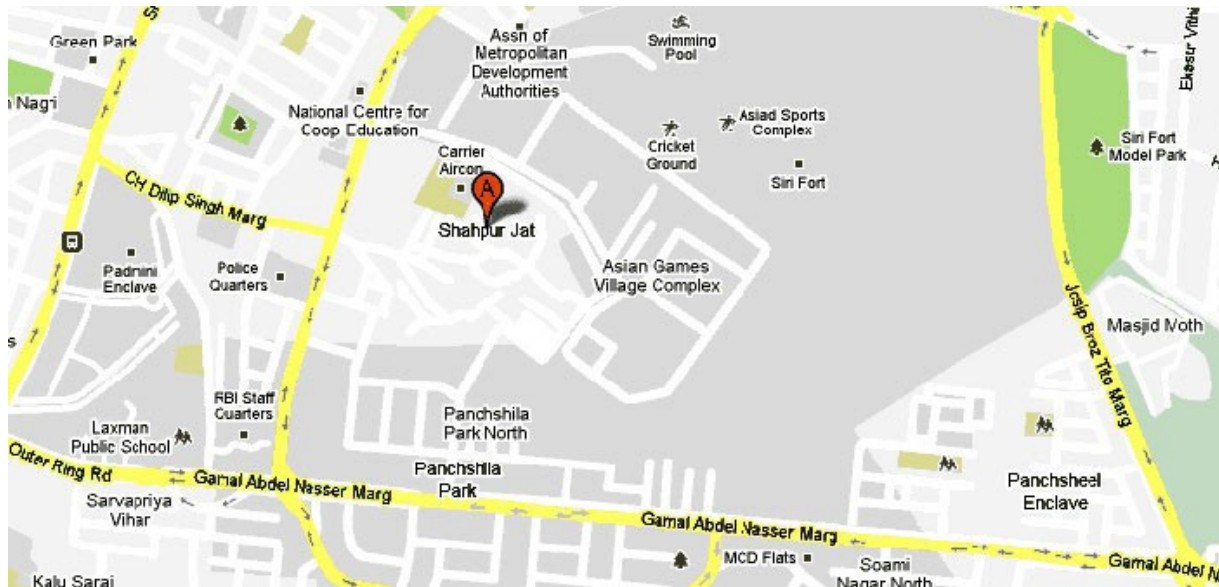 Green Park
Assn of
Metropolitan
Development
Authorities
Swimming
Pool
Nagri
National Centre for
Coop Education
Carrier
Aircon
Cricket
Ground
Asiad Sports
Complex
Siri Fort
Siri Fort
Model Park
A
CH Dilip Singh Marg
Shahpur Jat
Padmini
Enclave
Police
Quarters
Asian Games
Village Complex
Josip Broz Tito Marg
Masjid Moth
RBI Staff
Quarters
Laxman
Public School
Panchshila
Park North
Outer Ring Rd
Gamal Abdel Nasser Marg
Panchshila
Park
Panchsheel
Enclave
Sarvapriya
Vihar
Gamal Abdel Nasser Marg
MCD Flats
Soami
Nagar North
Gamal Abdel N
Kalu Sarai